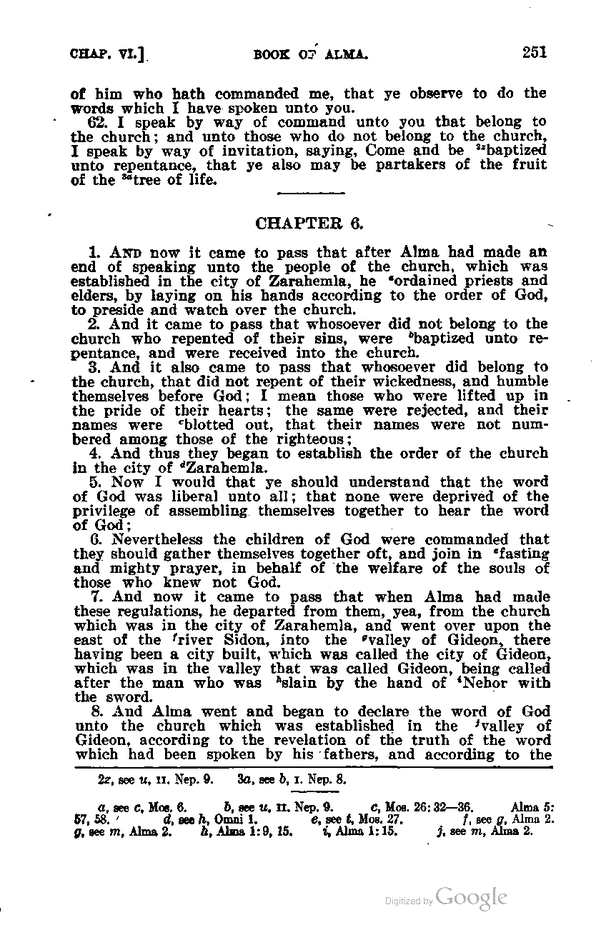 CHAP. VI.] BOOK OF ALMA. 251
of him who hath commanded me, that ye observe to do the
words which I have spoken unto you.
62. I speak by way of command unto you that belong to
the church; and unto those who do not belong to the church,
I speak by way of invitation, saying, Come and be ²ᶻbaptized
unto repentance, that ye also may be partakers of the fruit
of the ³ᵃtree of life.
CHAPTER 6.
1. AND now it came to pass that after Alma had made an
end of speaking unto the people of the church, which was
established in the city of Zarahemla, he ᵃordained priests and
elders, by laying on his hands according to the order of God,
to preside and watch over the church.
2. And it came to pass that whosoever did not belong to the
church who repented of their sins, were ᵇbaptized unto re-
pentance, and were received into the church.
3. And it also came to pass that whosoever did belong to
the church, that did not repent of their wickedness, and humble
themselves before God; I mean those who were lifted up in
the pride of their hearts; the same were rejected, and their
names were ᶜblotted out, that their names were not num-
bered among those of the righteous;
4. And thus they began to establish the order of the church
in the city of ᵈZarahemla.
5. Now I would that ye should understand that the word
of God was liberal unto all; that none were deprived of the
privilege of assembling themselves together to hear the word
of God;
6. Nevertheless the children of God were commanded that
they should gather themselves together oft, and join in ᵉfasting
and mighty prayer, in behalf of the welfare of the souls of
those who knew not God.
7. And now it came to pass that when Alma had made
these regulations, he departed from them, yea, from the church
which was in the city of Zarahemla, and went over upon the
east of the ᶠriver Sidon, into the ᵍvalley of Gideon, there
having been a city built, which was called the city of Gideon,
which was in the valley that was called Gideon, being called
after the man who was ʰslain by the hand of ⁱNehor with
the sword.
8. And Alma went and began to declare the word of God
unto the church which was established in the ʲvalley of
Gideon, according to the revelation of the truth of the word
which had been spoken by his fathers, and according to the
2z, see u, II. Nep. 9. 3a, see b, I. Nep. 8.
a, see c, Mos. 6. b, see u, II. Nep. 9. c, Mos. 26:32—36. Alma 5:
57, 58. d, see h, Omni 1. e, see t, Mos. 27. f, see g, Alma 2.
g, see m, Alma 2. h, Alma 1:9, 15. i, Alma 1:15. j, see m, Alma 2.
Digitized by Google